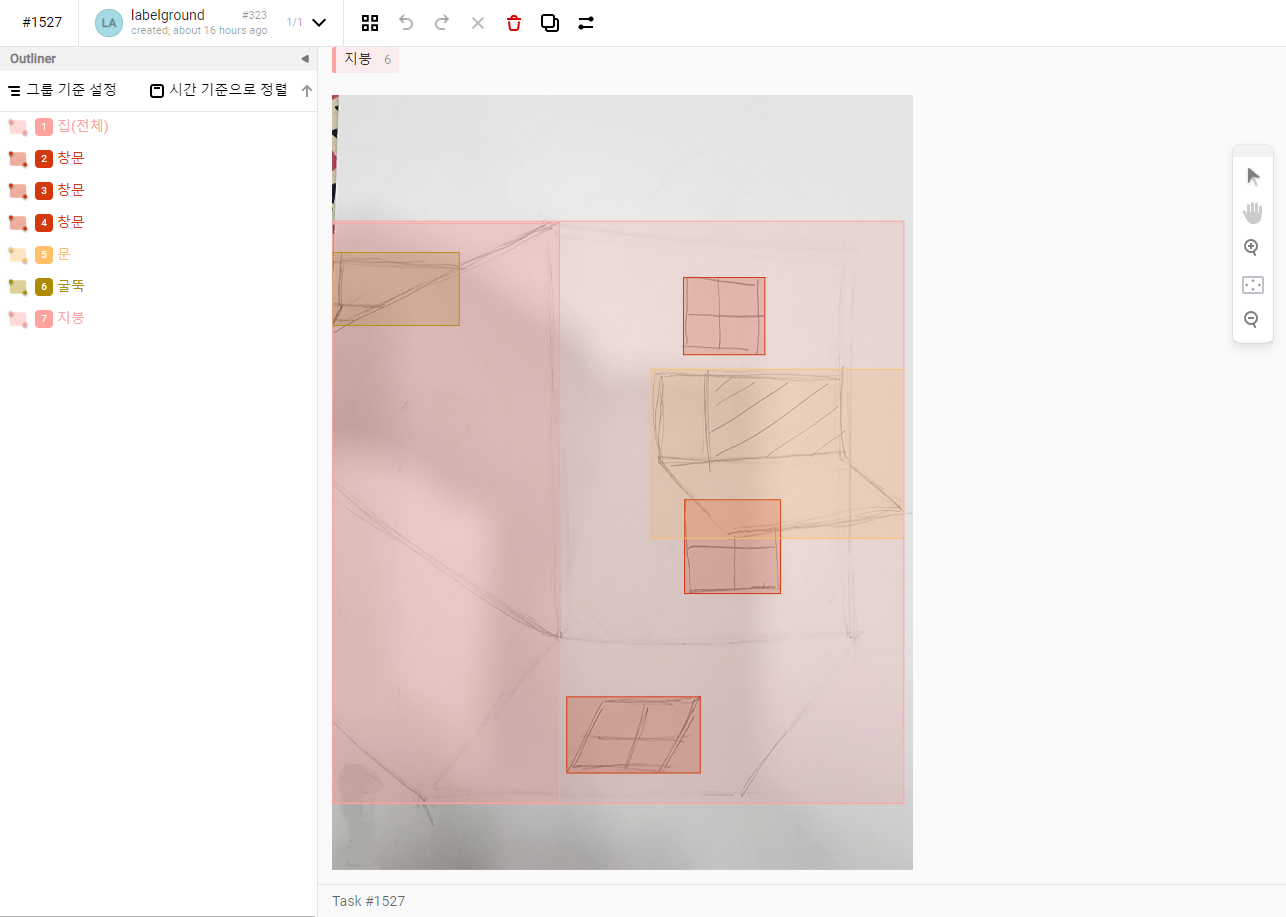 #1527
LA
labelground
#323
created, about 16 hours ago
1/1
Outliner
그룹 기준 설정
시간 기준으로 정렬
1 집(전체)
2 창문
3 창문
4 창문
5 문
6 굴뚝
7 지붕
지붕 6
Task #1527